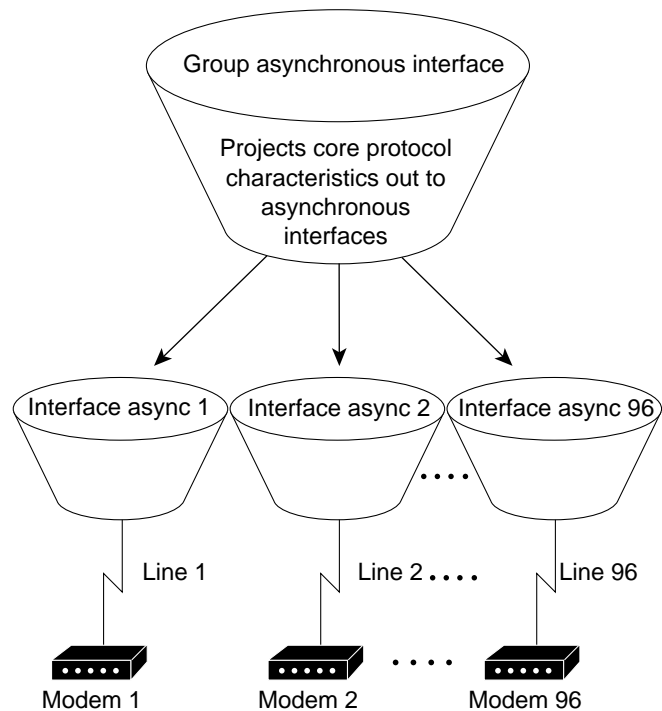 Group asynchronous interface
Projects core protocol
characteristics out to
asynchronous
interfaces
Interface async 1
Interface async 2
Interface async 96
Line 1
Line 2
Line 96
Modem 1
Modem 2
Modem 96